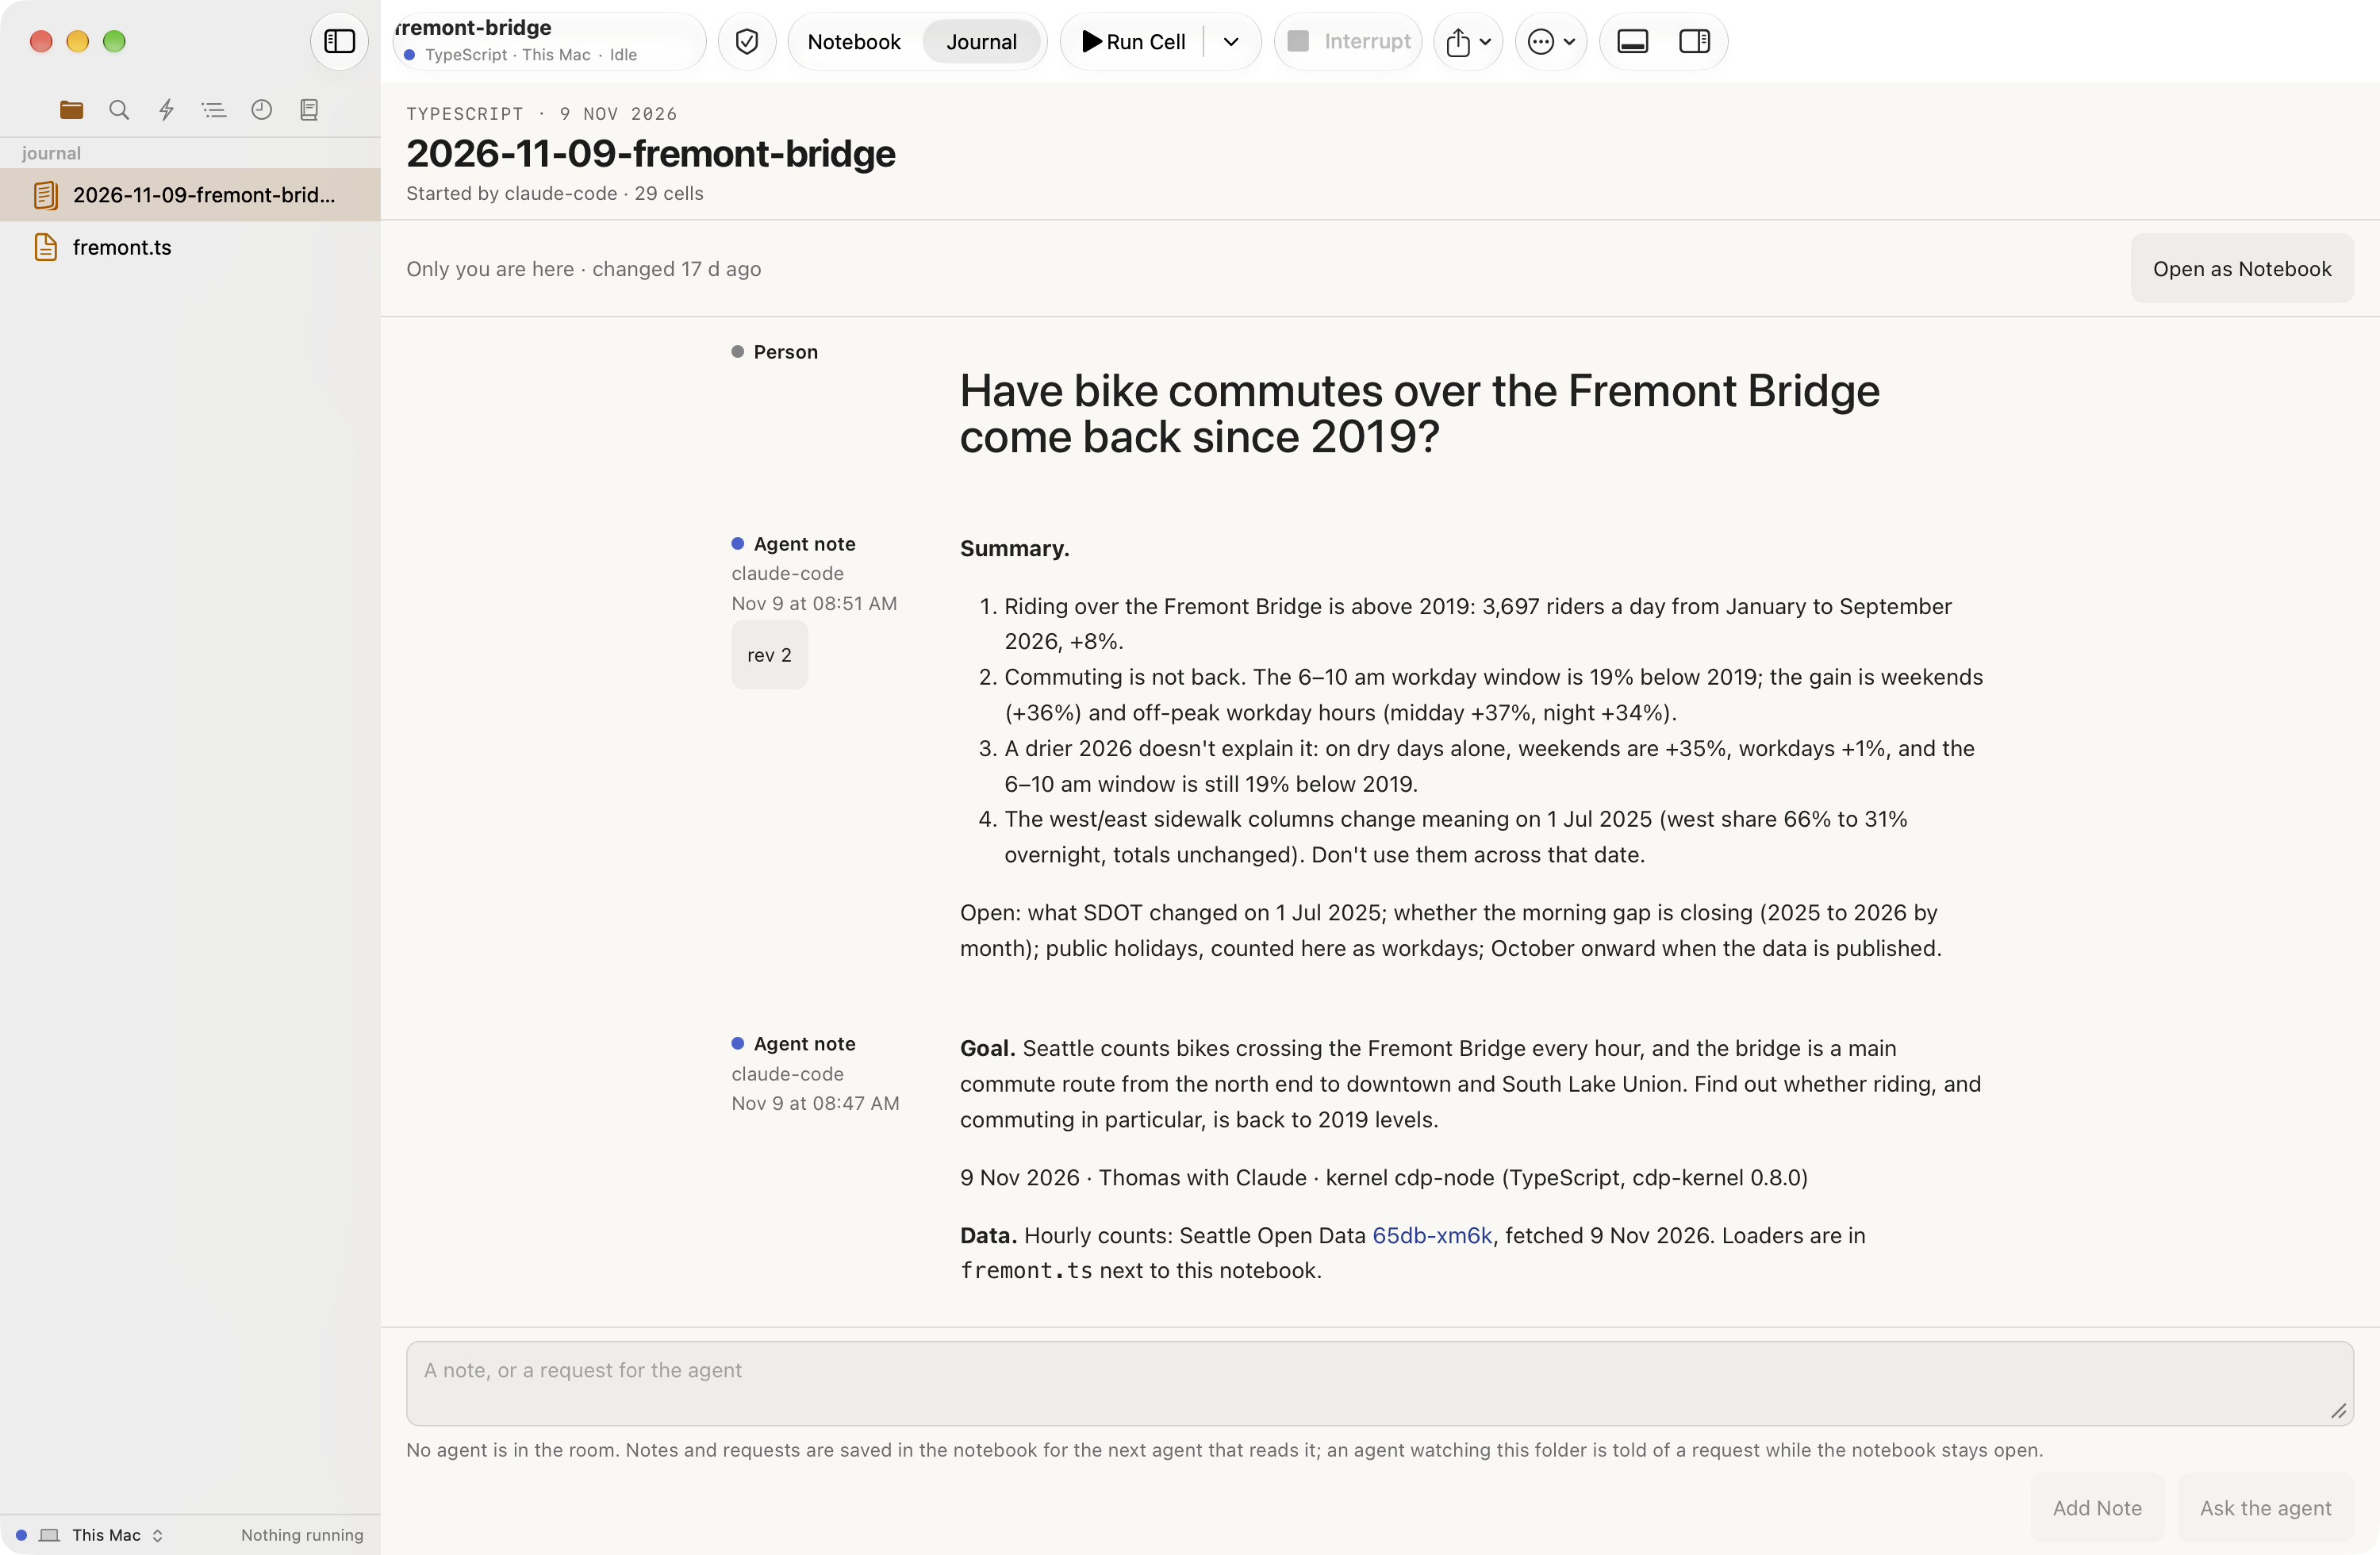 fremont-bridge
TypeScript · This Mac · Idle
Notebook
Journal
Run Cell
Interrupt
journal
2026-11-09-fremont-brid...
fremont.ts
TYPESCRIPT · 9 NOV 2026
2026-11-09-fremont-bridge
Started by claude-code · 29 cells
Only you are here · changed 17 d ago
Open as Notebook
Person
Have bike commutes over the Fremont Bridge
come back since 2019?
Agent note
claude-code
Nov 9 at 08:51 AM
rev 2
Summary.
1. Riding over the Fremont Bridge is above 2019: 3,697 riders a day from January to September
2026, +8%.
2. Commuting is not back. The 6–10 am workday window is 19% below 2019; the gain is weekends
(+36%) and off-peak workday hours (midday +37%, night +34%).
3. A drier 2026 doesn't explain it: on dry days alone, weekends are +35%, workdays +1%, and the
6–10 am window is still 19% below 2019.
4. The west/east sidewalk columns change meaning on 1 Jul 2025 (west share 66% to 31%
overnight, totals unchanged). Don't use them across that date.
Open: what SDOT changed on 1 Jul 2025; whether the morning gap is closing (2025 to 2026 by
month); public holidays, counted here as workdays; October onward when the data is published.
Agent note
claude-code
Nov 9 at 08:47 AM
Goal. Seattle counts bikes crossing the Fremont Bridge every hour, and the bridge is a main
commute route from the north end to downtown and South Lake Union. Find out whether riding, and
commuting in particular, is back to 2019 levels.
9 Nov 2026 · Thomas with Claude · kernel cdp-node (TypeScript, cdp-kernel 0.8.0)
Data. Hourly counts: Seattle Open Data 65db-xm6k, fetched 9 Nov 2026. Loaders are in
fremont.ts next to this notebook.
A note, or a request for the agent
No agent is in the room. Notes and requests are saved in the notebook for the next agent that reads it; an agent watching this folder is told of a request while the notebook stays open.
Add Note
Ask the agent
This Mac
Nothing running